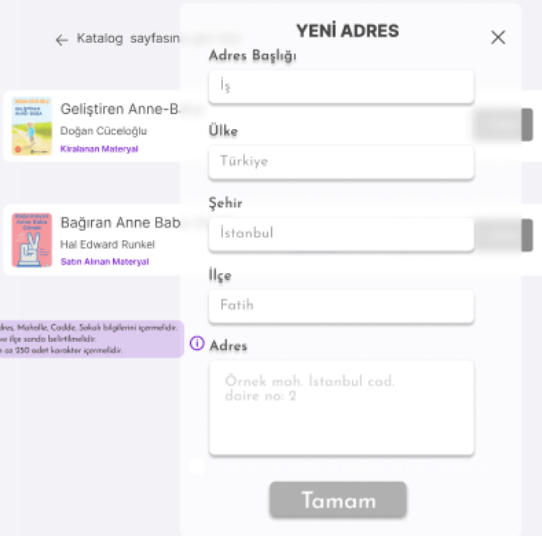 ← Katalog sayfasın
YENİ ADRES
Adres Başlığı
İş
Geliştiren Anne-B
Doğan Cüceloğlu
Kiralanan Materyal
Ülke
Türkiye
Şehir
İstanbul
Bağıran Anne Bab
Hal Edward Runkel
Satın Alınan Materyal
İlçe
Fatih
dres, Mahalle, Cadde, Sokak bilgilerini içermelidir.
ve ilçe sonda belirtilmelidir.
az 250 adet karakter içermelidir.
Adres
Örnek mah. İstanbul cad.
daire no: 2
Tamam